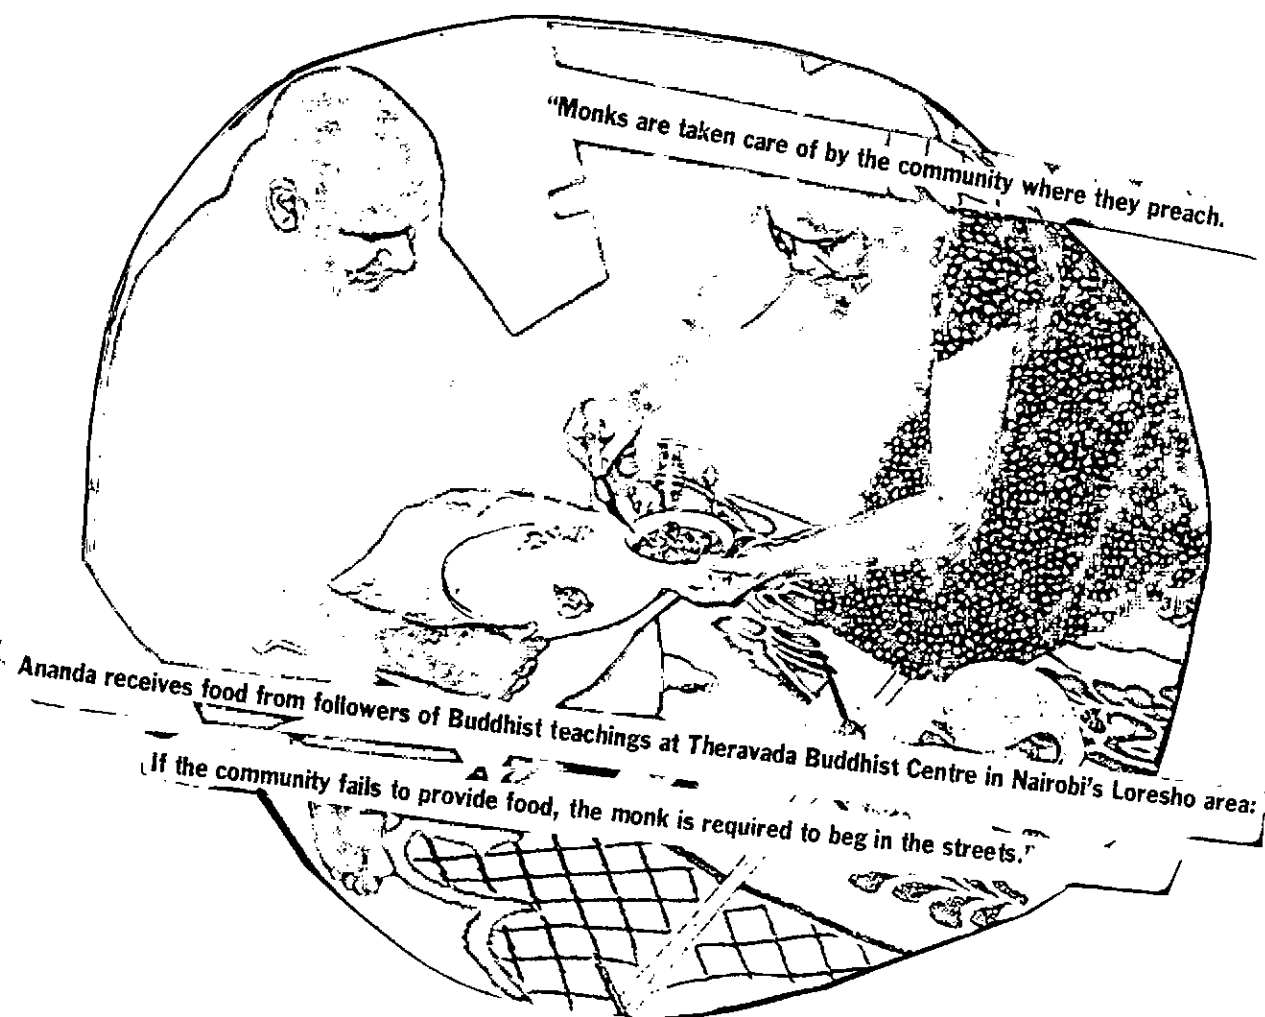 “Monks are taken care of by the community where they preach.
Ananda receives food from followers of Buddhist teachings at Theravada Buddhist Centre in Nairobi's Loresho area:
If the community fails to provide food, the monk is required to beg in the streets.”